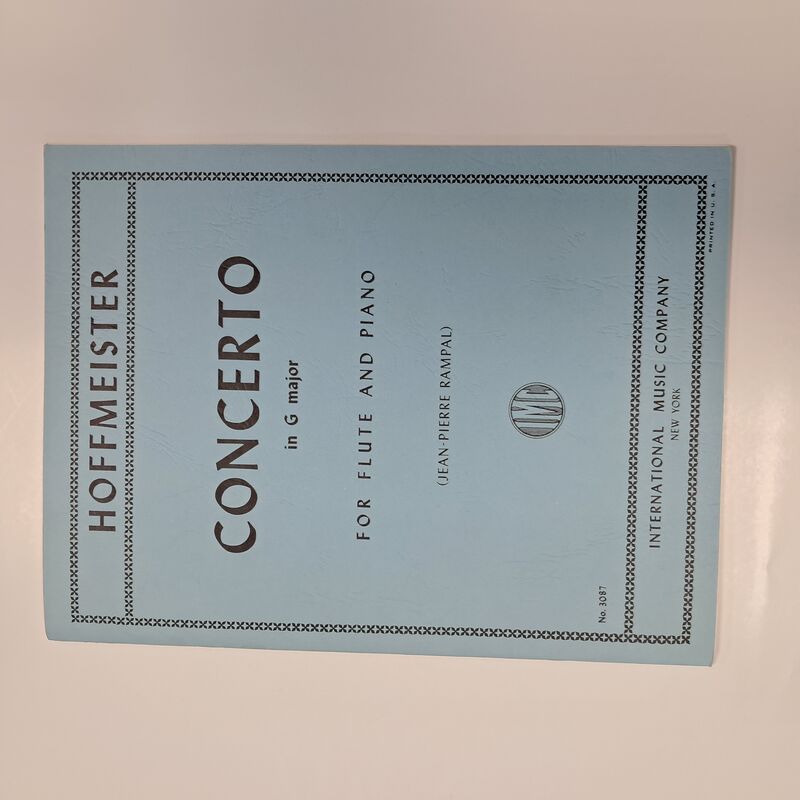 HOFFMEISTER
CONCERTO
in G major
FOR FLUTE AND PIANO
(JEAN-PIERRE RAMPAL)
IMC
No. 3087
INTERNATIONAL MUSIC COMPANY
NEW YORK
PRINTED IN U. S. A.